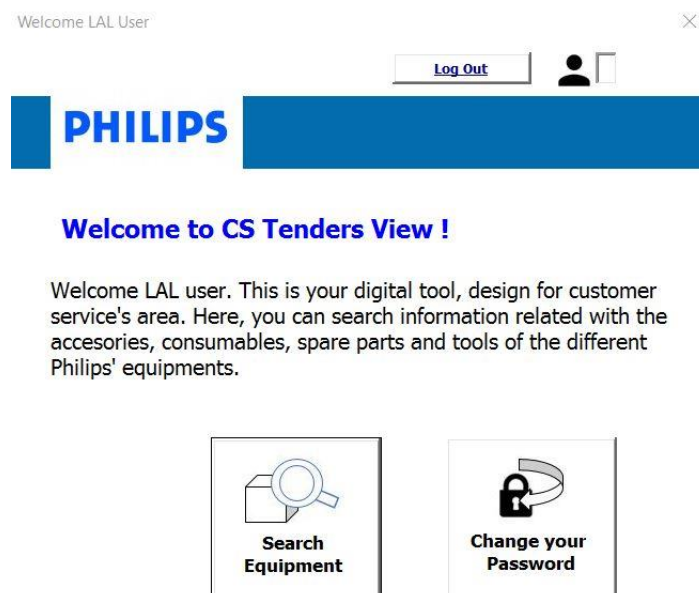 Welcome LAL User
Log Out
PHILIPS
Welcome to CS Tenders View !
Welcome LAL user. This is your digital tool, design for customer
service's area. Here, you can search information related with the
accesories, consumables, spare parts and tools of the different
Philips' equipments.
Search
Equipment
Change your
Password